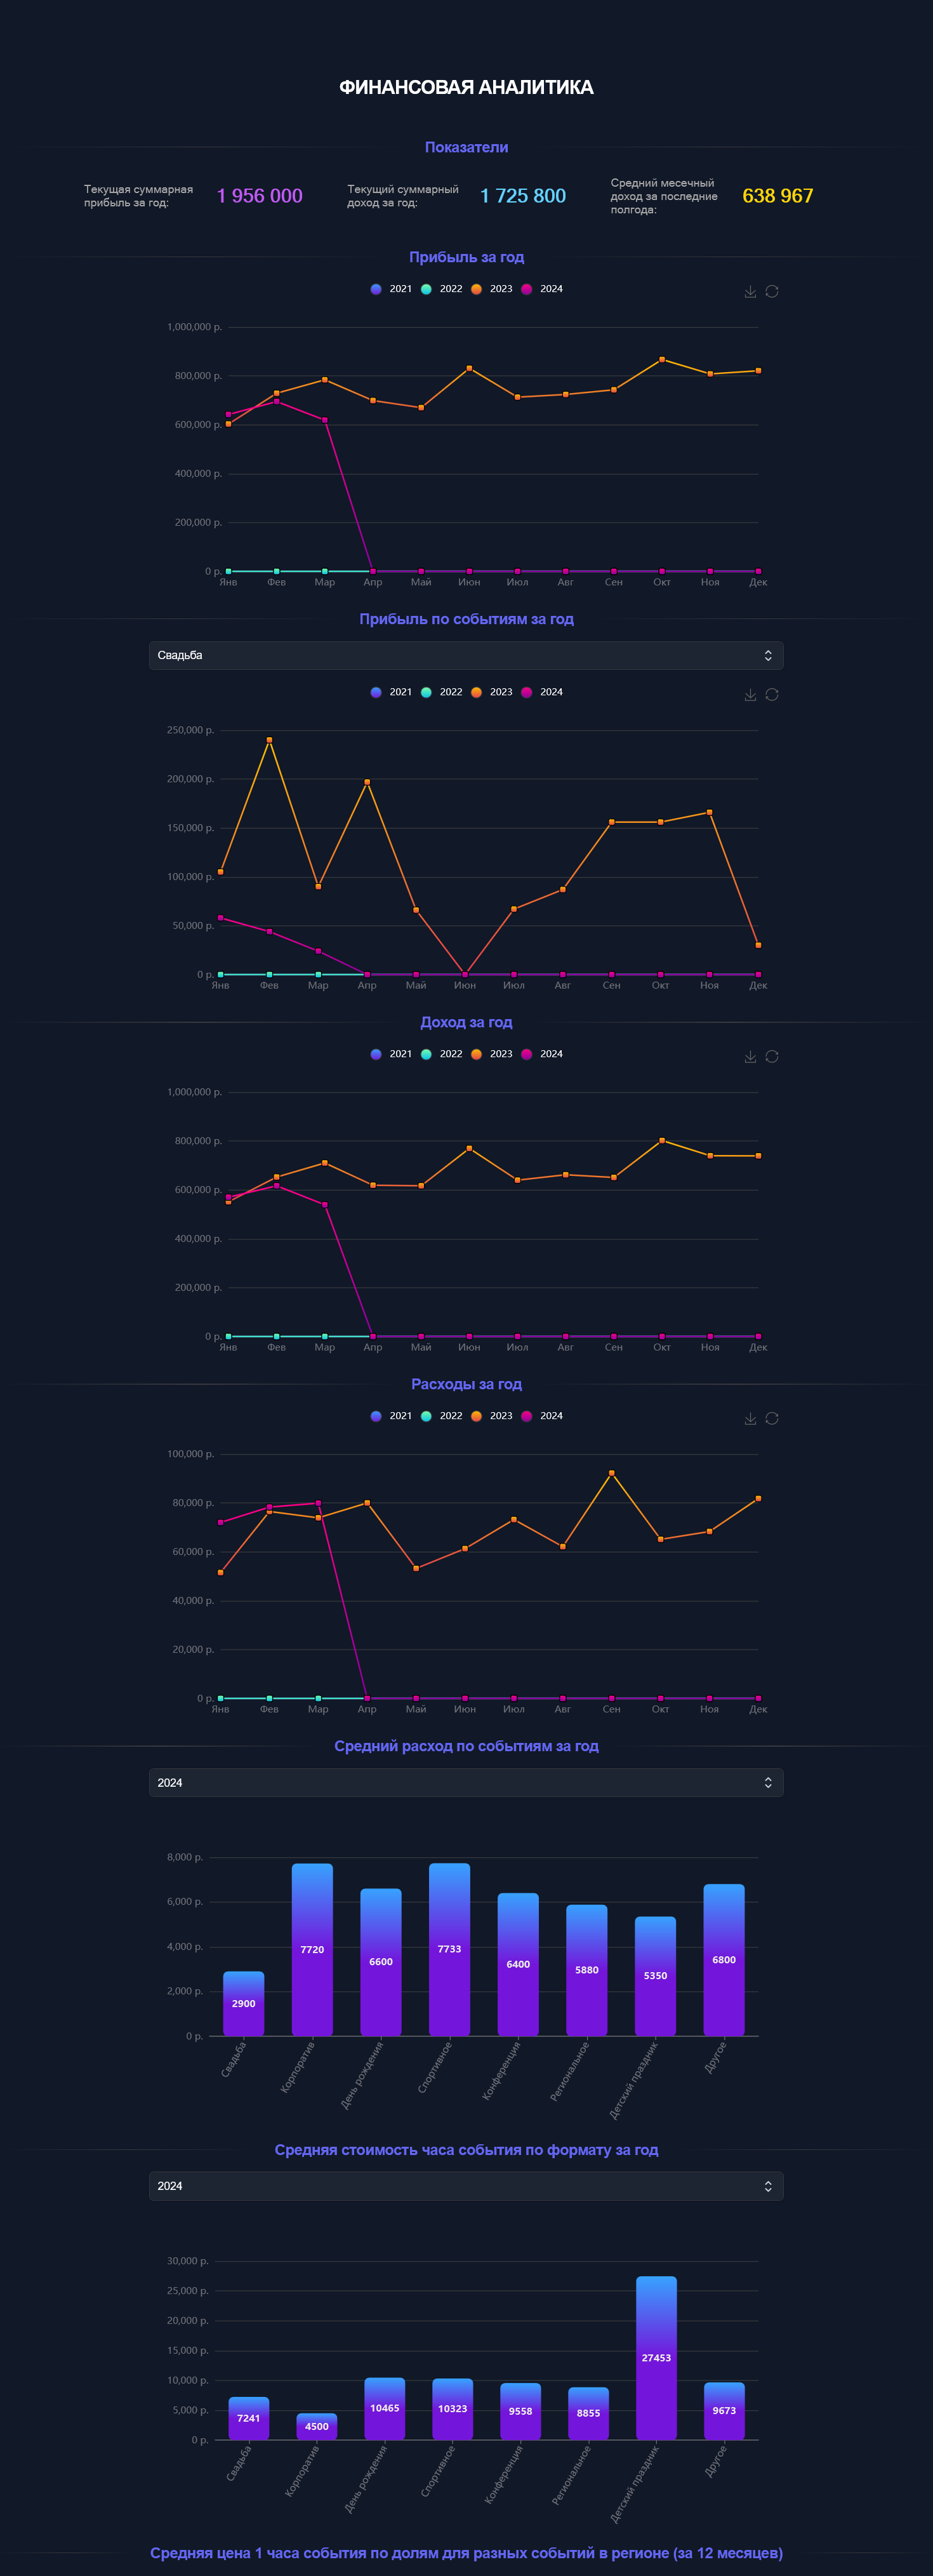 ФИНАНСОВАЯ АНАЛИТИКА
Показатели
Текущая суммарная
прибыль за год:
1 956 000
Текущий суммарный
доход за год:
1 725 800
Средний месечный
доход за последние
полгода:
638 967
Прибыль за год
2021 2022 2023 2024
1,000,000 р.
800,000 р.
600,000 р.
400,000 р.
200,000 р.
0 р.
Янв Фев Мар Апр Май Июн Июл Авг Сен Окт Ноя Дек
Прибыль по событиям за год
Свадьба
2021 2022 2023 2024
250,000 р.
200,000 р.
150,000 р.
100,000 р.
50,000 р.
0 р.
Янв Фев Мар Апр Май Июн Июл Авг Сен Окт Ноя Дек
Доход за год
2021 2022 2023 2024
1,000,000 р.
800,000 р.
600,000 р.
400,000 р.
200,000 р.
0 р.
Янв Фев Мар Апр Май Июн Июл Авг Сен Окт Ноя Дек
Расходы за год
2021 2022 2023 2024
100,000 р.
80,000 р.
60,000 р.
40,000 р.
20,000 р.
0 р.
Янв Фев Мар Апр Май Июн Июл Авг Сен Окт Ноя Дек
Средний расход по событиям за год
2024
8,000 р.
6,000 р.
4,000 р.
2,000 р.
0 р.
2900 7720 6600 7733 6400 5880 5350 6800
Свадьба Корпоратив День рождения Спортивное Конференция Региональное Детский праздник Другое
Средняя стоимость часа события по формату за год
2024
30,000 р.
25,000 р.
20,000 р.
15,000 р.
10,000 р.
5,000 р.
0 р.
7241 4500 10465 10323 9558 8855 27453 9673
Свадьба Корпоратив День рождения Спортивное Конференция Региональное Детский праздник Другое
Средняя цена 1 часа события по долям для разных событий в регионе (за 12 месяцев)